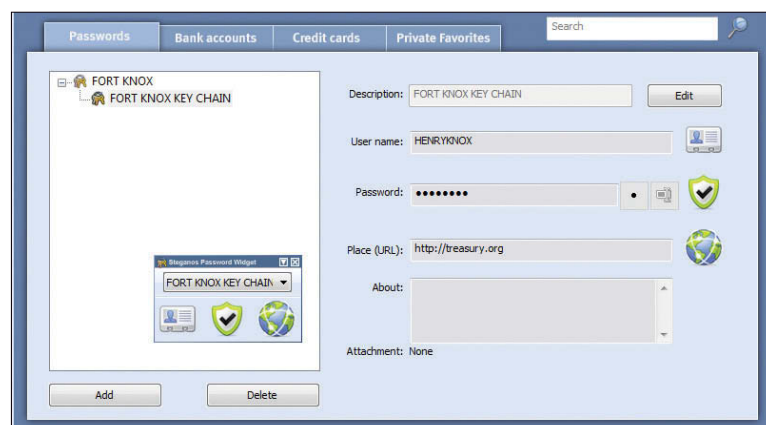 Passwords
Bank accounts
Credit cards
Private Favorites
Search
FORT KNOX
FORT KNOX KEY CHAIN
Steganos Password Widget
FORT KNOX KEY CHAIN
Add
Delete
Description: FORT KNOX KEY CHAIN
Edit
User name: HENRYKNOX
Password: ••••••••
Place (URL): http://treasury.org
About:
Attachment: None